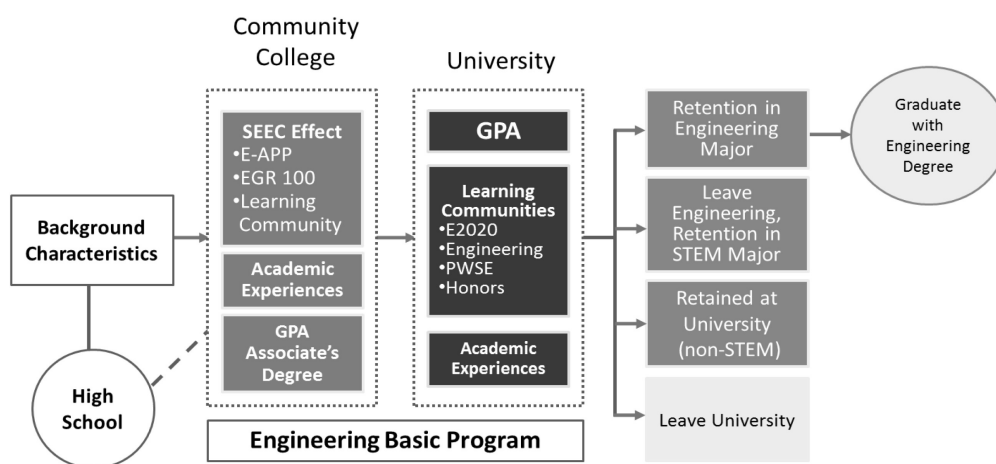 Community
College
University
SEEC Effect
•E-APP
•EGR 100
•Learning
Community
Academic
Experiences
GPA
Associate's
Degree
GPA
Learning
Communities
•E2020
•Engineering
•PWSE
•Honors
Academic
Experiences
Background
Characteristics
High
School
Engineering Basic Program
Retention in
Engineering
Major
Leave
Engineering,
Retention in
STEM Major
Retained at
University
(non-STEM)
Leave University
Graduate
with
Engineering
Degree